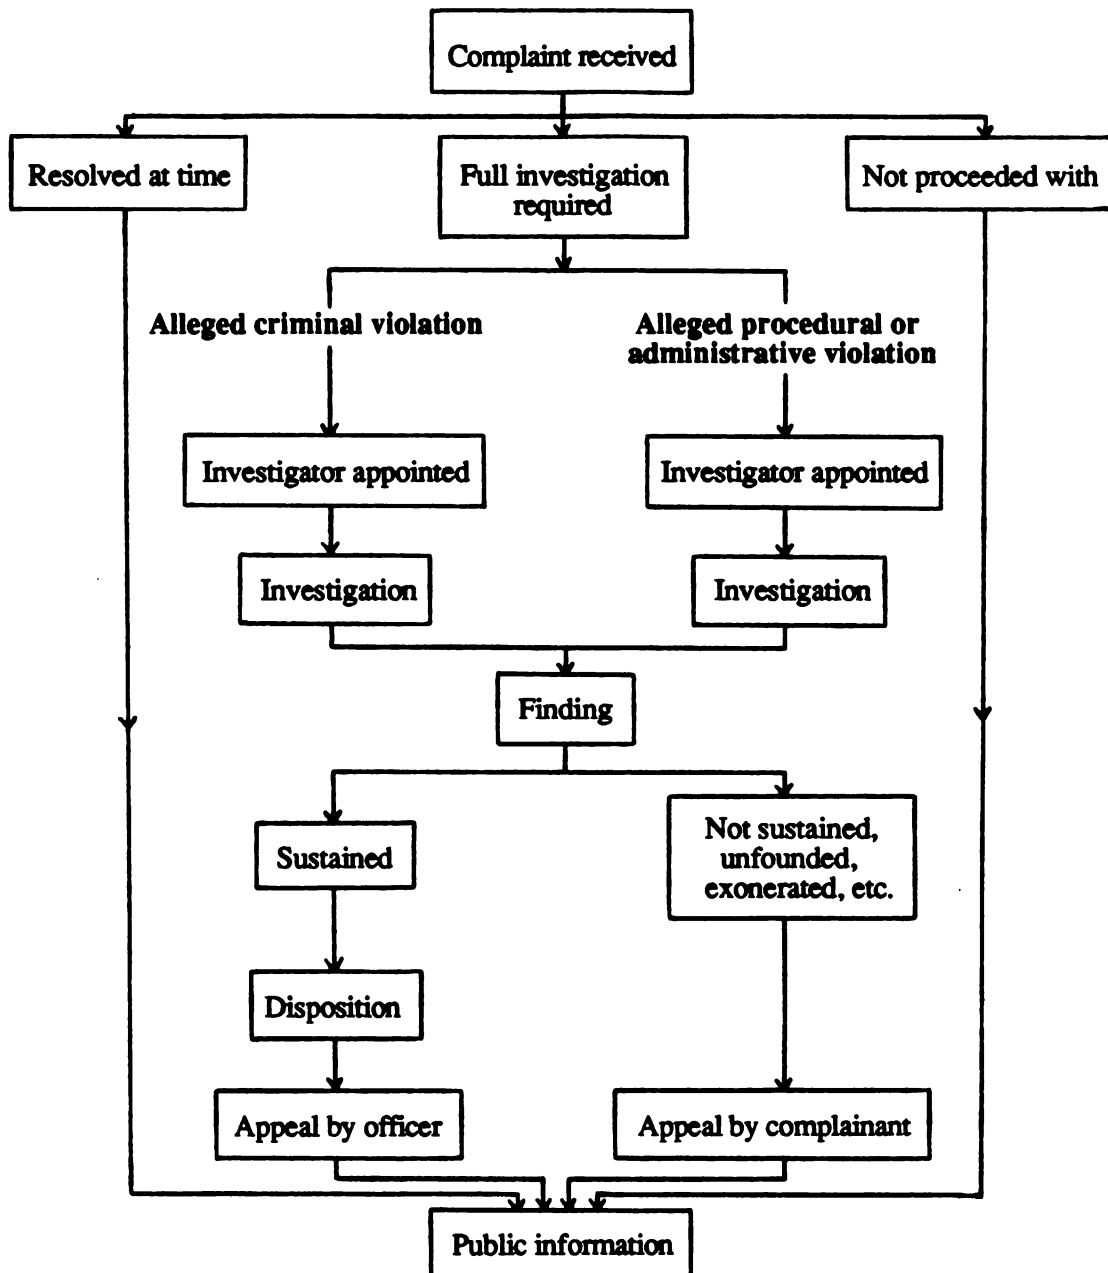 Complaint received
Resolved at time
Full investigation
required
Not proceeded with
Alleged criminal violation
Alleged procedural or
administrative violation
Investigator appointed
Investigator appointed
Investigation
Investigation
Finding
Sustained
Not sustained,
unfounded,
exonerated, etc.
Disposition
Appeal by officer
Appeal by complainant
Public information